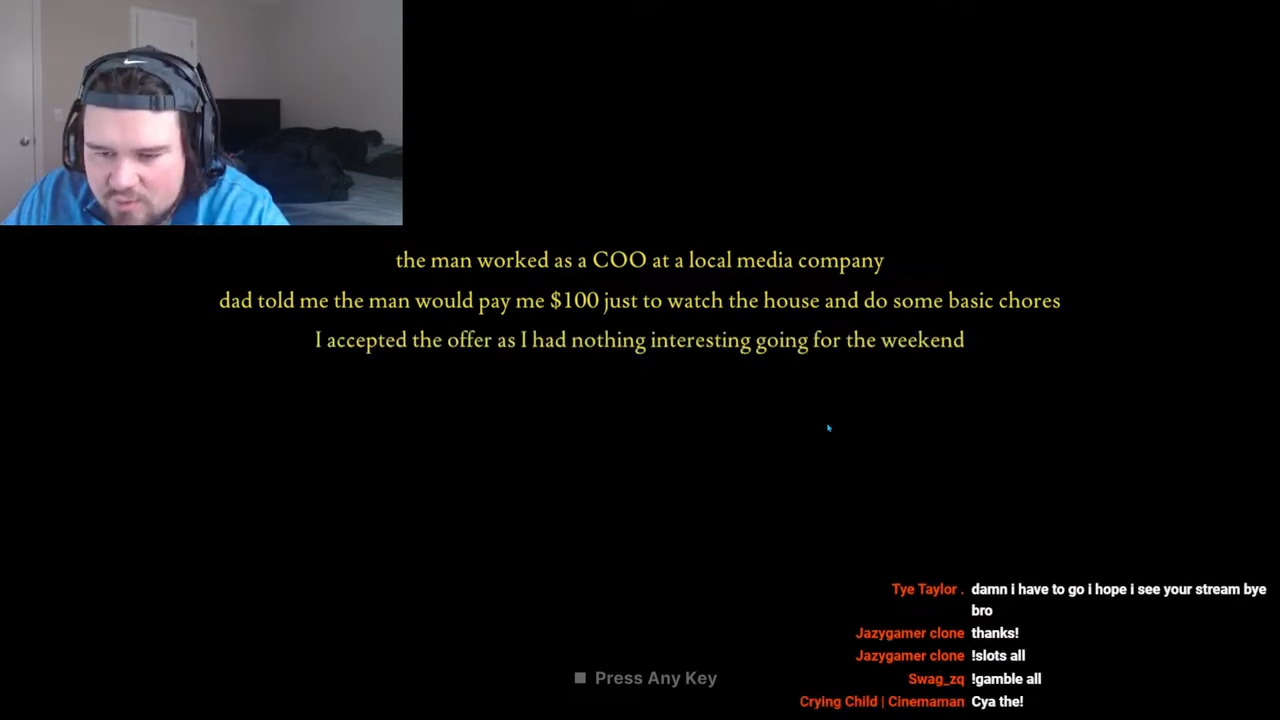 the man worked as a COO at a local media company
dad told me the man would pay me $100 just to watch the house and do some basic chores
I accepted the offer as I had nothing interesting going for the weekend
Tye Taylor . damn i have to go i hope i see your stream bye
bro
Jazygamer clone thanks!
Jazygamer clone !slots all
Swag_zq !gamble all
Crying Child | Cinemaman Cya the!
Press Any Key